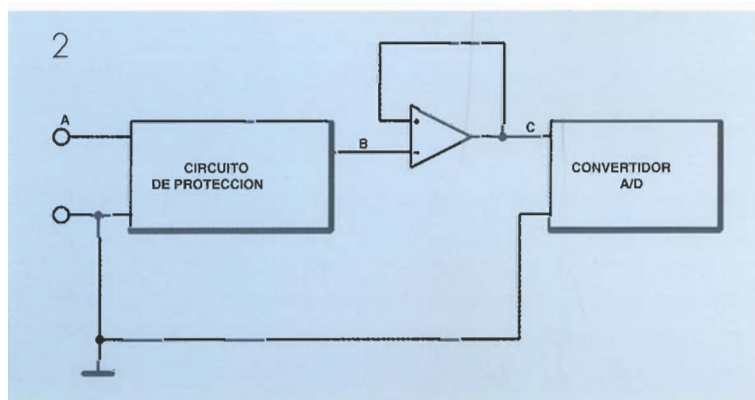 2
A
CIRCUITO
DE PROTECCION
B
+
-
C
CONVERTIDOR
A/D